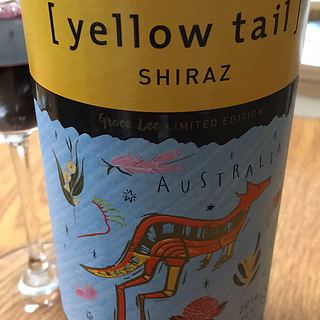 [ yellow tail ]
SHIRAZ
Grace Lee LIMITED EDITION
AUSTRALIA